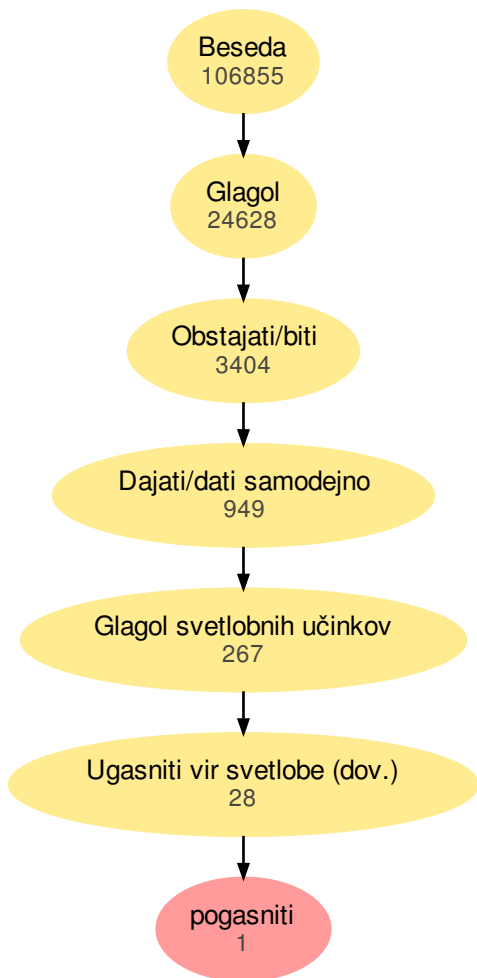 Beseda
106855
Glagol
24628
Obstajati/biti
3404
Dajati/dati samodejno
949
Glagol svetlobnih učinkov
267
Ugasniti vir svetlobe (dov.)
28
pogasniti
1